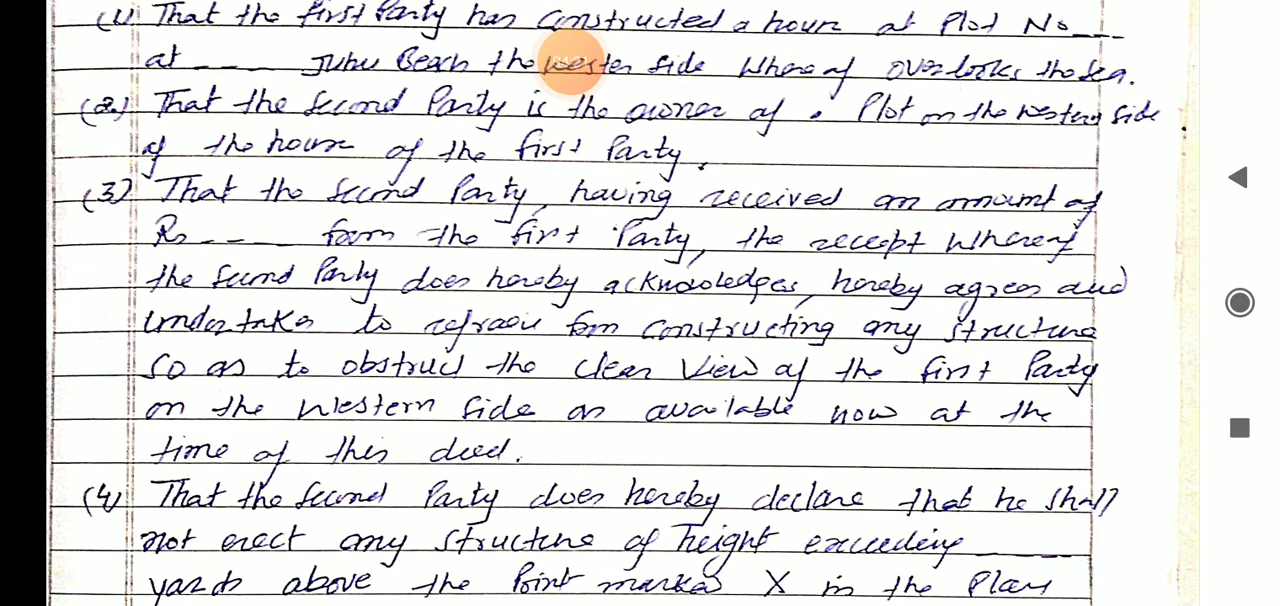 (1) That the first Party has constructed a house at Plot No___
at ___ Juhu Beach the wester side whereof overlooks the sea.
(2.) That the Second Party is the owner of . Plot on the western side
of the house of the first Party.
(3) That the Second Party, having received an amount of
Rs ___ from the first Party, the receipt whereof
the Second Party does hereby acknowledges, hereby agrees and
undertakes to refrain from constructing any structure
so as to obstruct the clear view of the first Party
on the Western Side as available now at the
time of this deed.
(4) That the Second Party does hereby declare that he shall
not erect any structure of height exceeding ____
yards above the Point marked X in the Plan